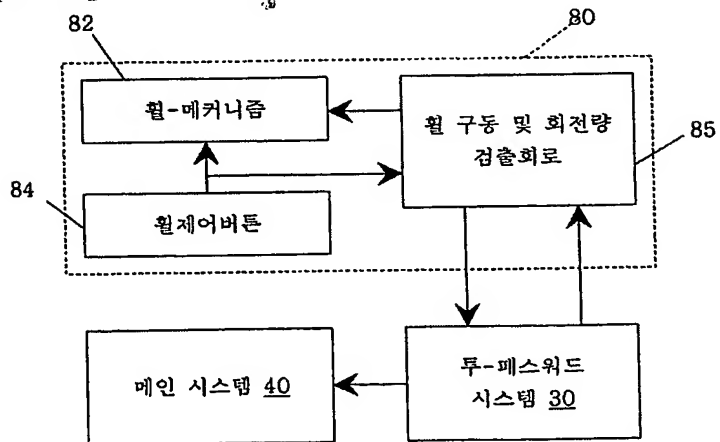 82
80
휠-메커니즘
휠 구동 및 회전량
검출회로
85
84
휠제어버튼
메인 시스템 40
투-패스워드
시스템 30